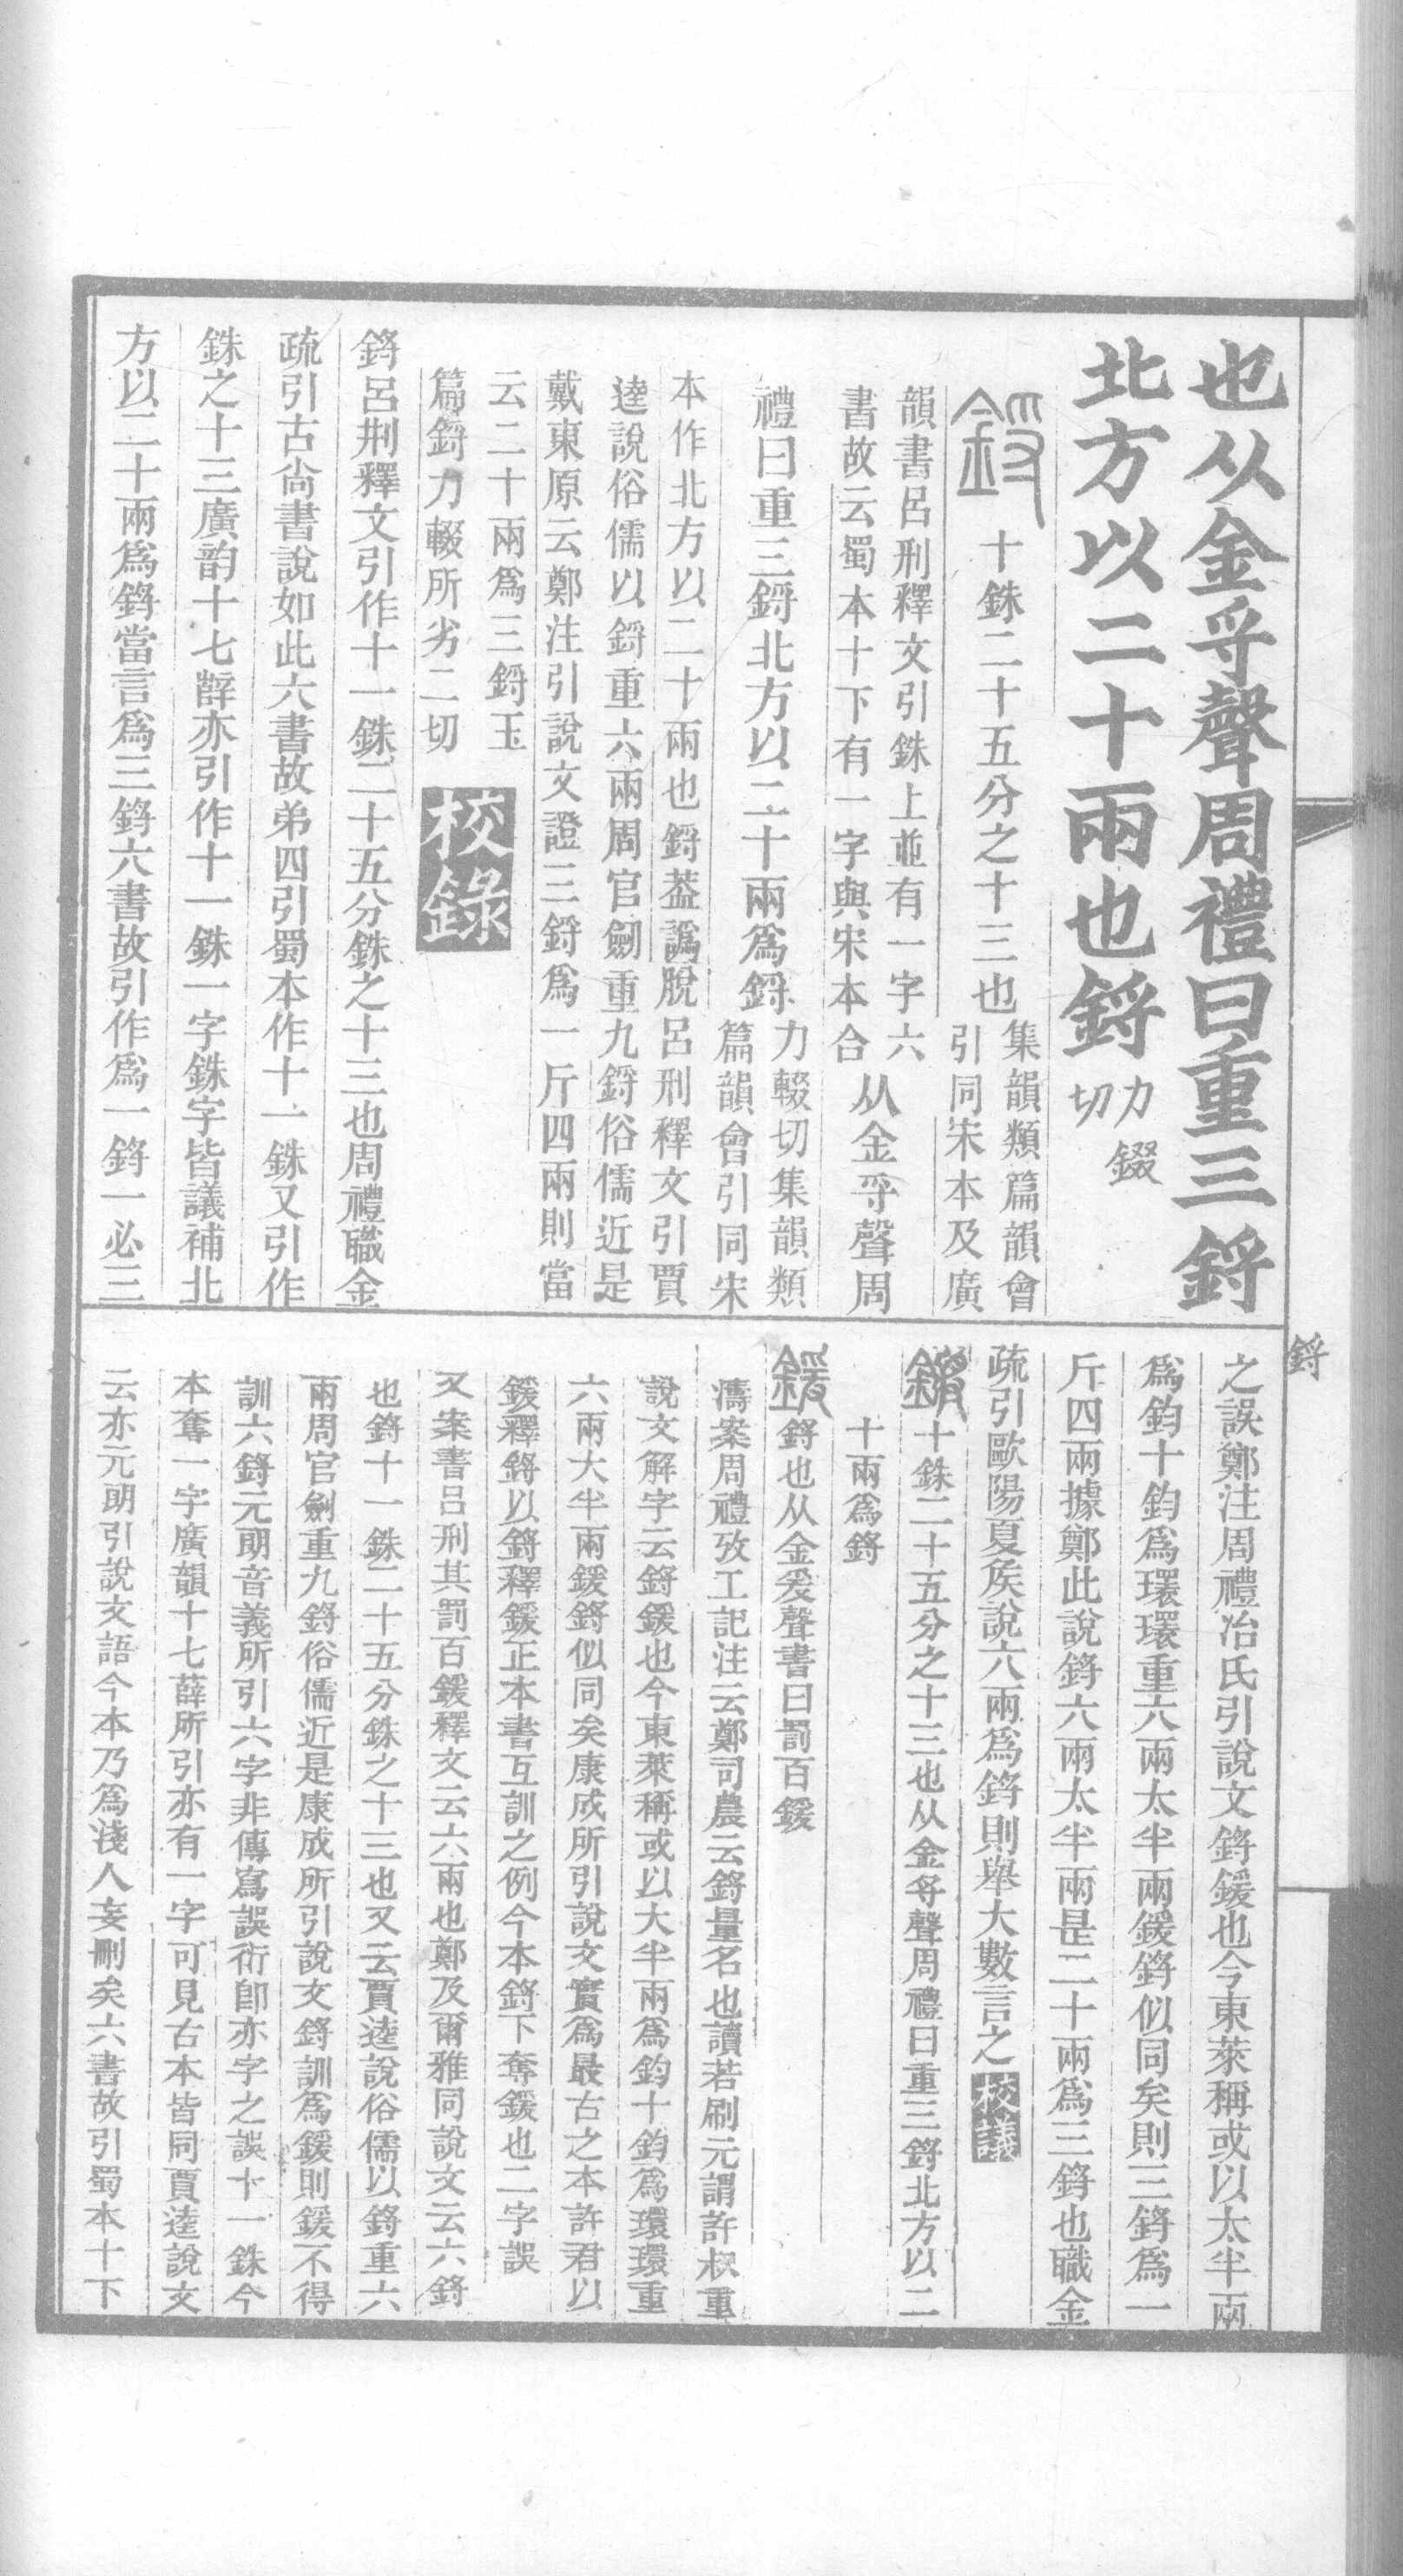 也从金寽聲周禮曰重三鋝
北方以二十兩也鋝力錣切
鋝十銖二十五分之十三也集韻類篇韻會引同宋本及廣
韻書呂刑釋文引銖上並有一字六
書故云蜀本十下有一字與宋本合从金寽聲周
禮曰重三鋝北方以二十兩爲鋝力輟切集韻類篇韻會引同宋
本作北方以二十兩也鋝葢譌脫呂刑釋文引賈
逵說俗儒以鋝重六兩周官劒重九鋝俗儒近是
戴東原云鄭注引說文證三鋝爲一斤四兩則當
云二十兩爲三鋝玉
篇鋝力輟所劣二切
校錄
鋝呂荆釋文引作十一銖二十五分銖之十三也周禮職金
疏引古尙書說如此六書故弟四引蜀本作十一銖又引作
銖之十三廣韵十七辥亦引作十一銖一字銖字皆議補北
方以二十兩爲鋝當言爲三鋝六書故引作爲一鋝一必三
鋝
之誤鄭注周禮冶氏引說文鋝鍰也今東萊稱或以太半兩
爲鈞十鈞爲環環重六兩太半兩鍰鋝似同矣則三鋝爲一
斤四兩據鄭此說鋝六兩太半兩是二十兩爲三鋝也職金
疏引歐陽夏矦說六兩爲鋝則舉大數言之校議
鋝十銖二十五分之十三也从金寽聲周禮曰重三鋝北方以二
十兩爲鋝
鍰鋝也从金爰聲書曰罰百鍰
濤案周禮攷工記注云鄭司農云鋝量名也讀若刷元謂許叔重
說文解字云鋝鍰也今東萊稱或以大半兩爲鈞十鈞爲環環重
六兩大半兩鍰鋝似同矣康成所引說文實爲最古之本許君以
鍰釋鋝以鋝釋鍰正本書互訓之例今本鋝下奪鍰也二字誤
又案書呂刑其罰百鍰釋文云六兩也鄭及爾雅同說文云六鋝
也鋝十一銖二十五分銖之十三也又云賈逵說俗儒以鋝重六
兩周官劒重九鋝俗儒近是康成所引說文鋝訓爲鍰則鍰不得
訓六鋝元朗音義所引六字非傳寫誤衍卽亦字之誤十一銖今
本奪一字廣韻十七薛所引亦有一字可見古本皆同賈逵說文
云亦元朗引說文語今本乃爲淺人妄刪矣六書故引蜀本十下